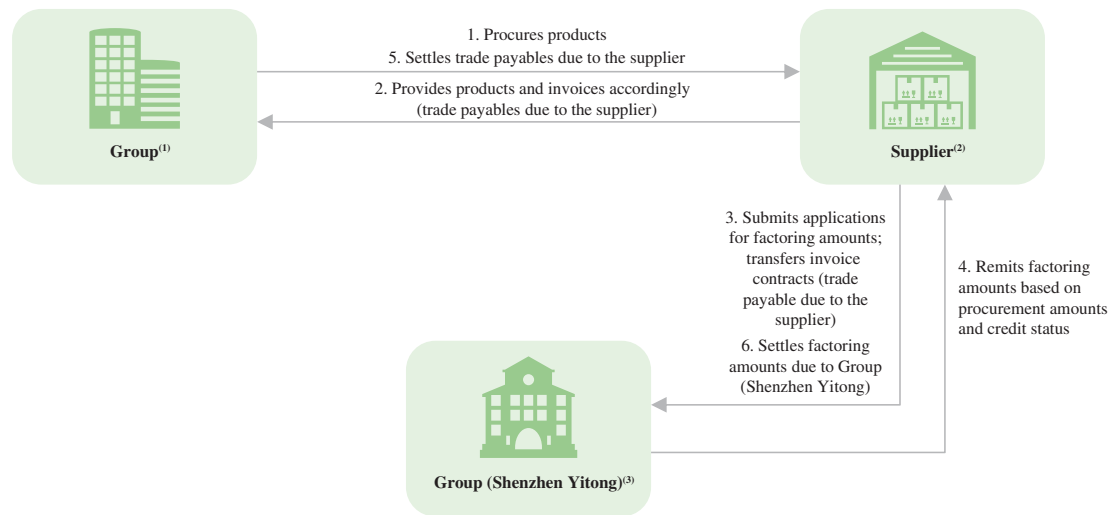 1. Procures products
5. Settles trade payables due to the supplier
2. Provides products and invoices accordingly
(trade payables due to the supplier)
Group(1)
Supplier(2)
3. Submits applications
for factoring amounts;
transfers invoice
contracts (trade
payable due to the
supplier)
4. Remits factoring
amounts based on
procurement amounts
and credit status
6. Settles factoring
amounts due to Group
(Shenzhen Yitong)
Group (Shenzhen Yitong)(3)